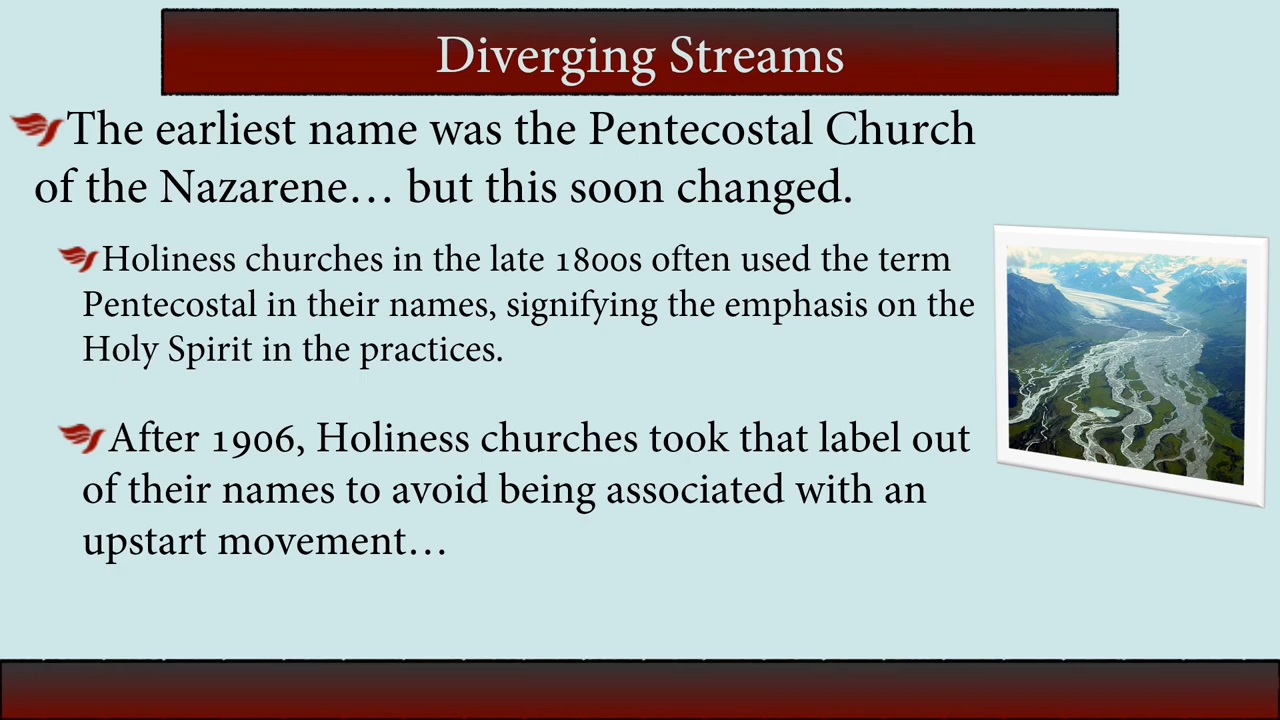 Diverging Streams
The earliest name was the Pentecostal Church
of the Nazarene… but this soon changed.
Holiness churches in the late 1800s often used the term
Pentecostal in their names, signifying the emphasis on the
Holy Spirit in the practices.
After 1906, Holiness churches took that label out
of their names to avoid being associated with an
upstart movement…